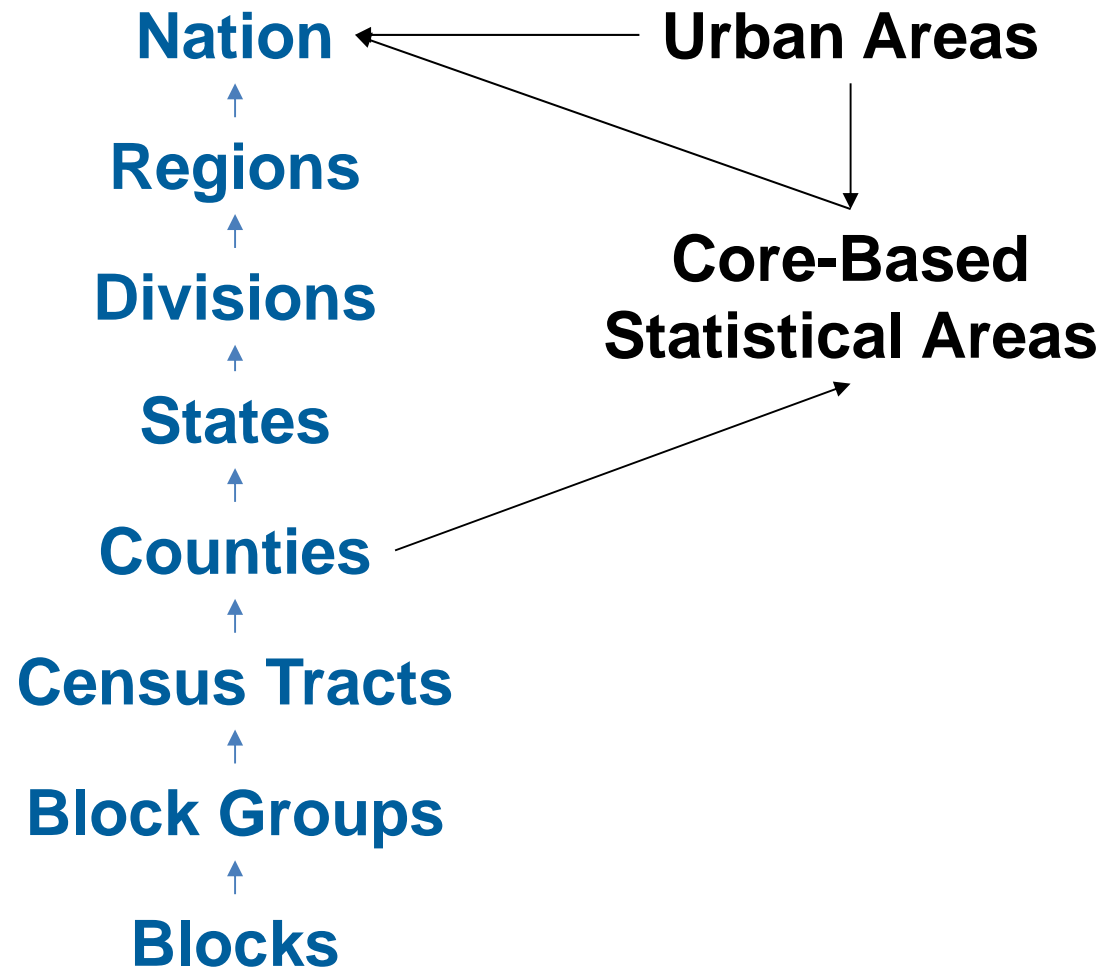 Nation
Urban Areas
Regions
Core-Based
Statistical Areas
Divisions
States
Counties
Census Tracts
Block Groups
Blocks